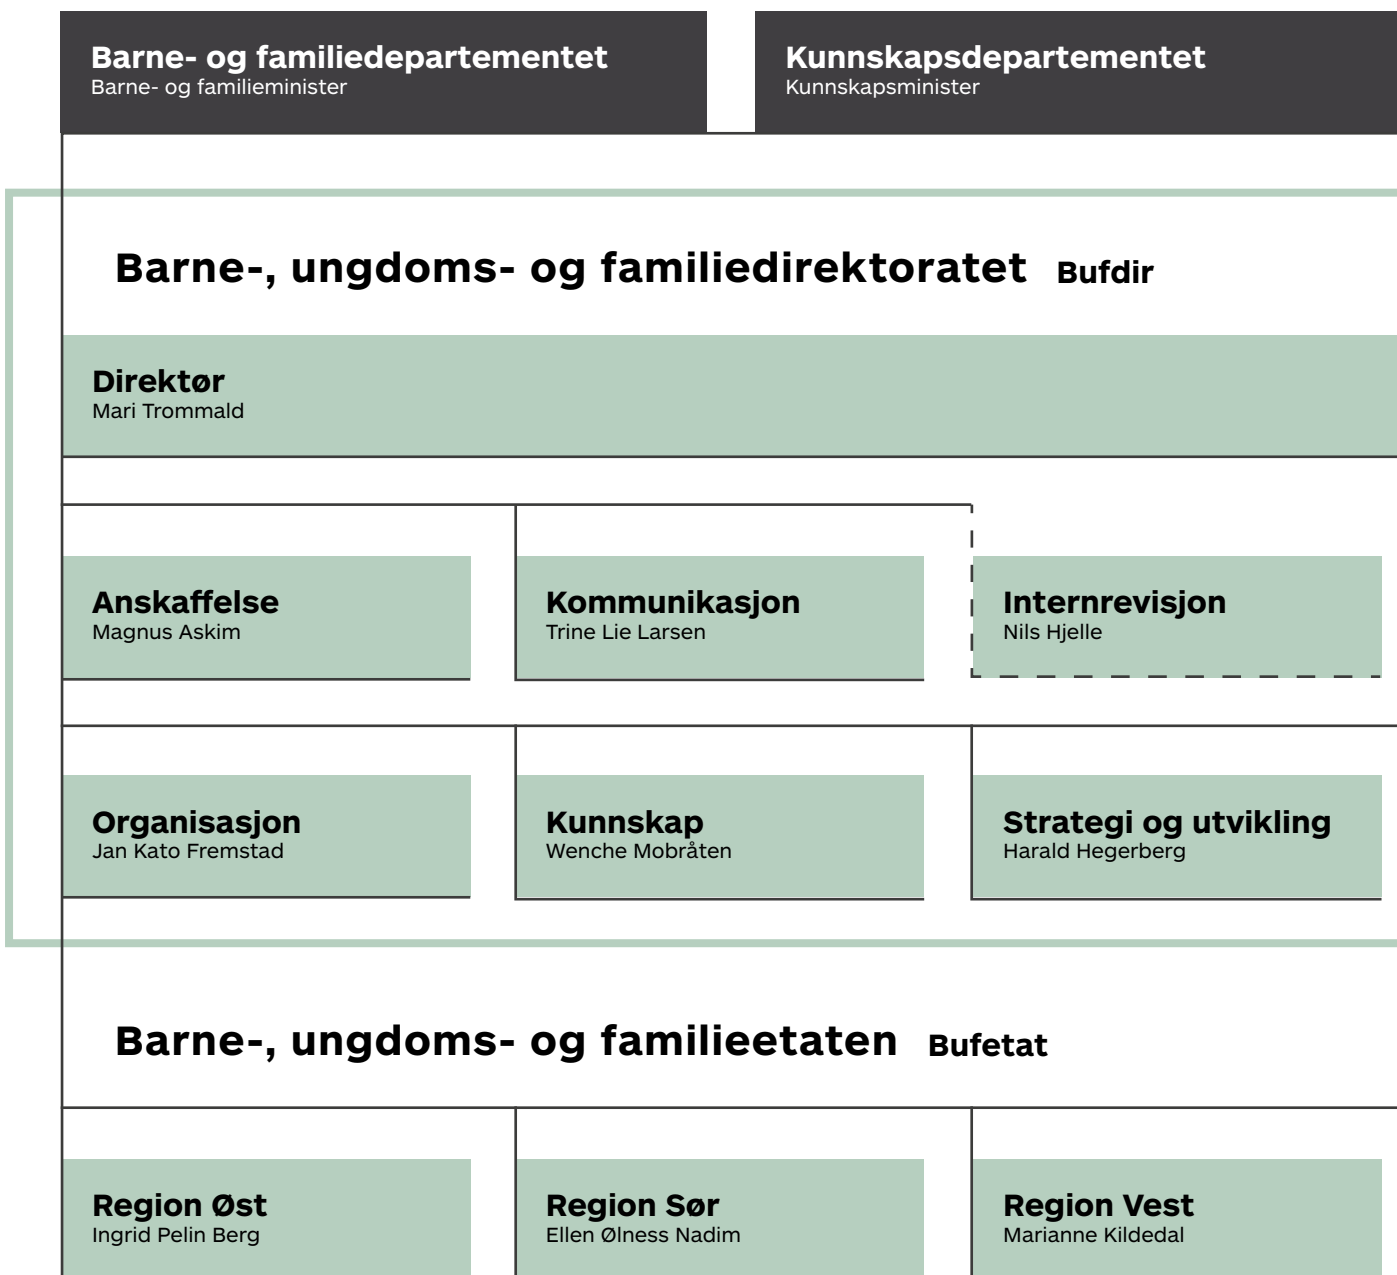 Barne- og familiedepartementet
Barne- og familieminister
Kunnskapsdepartementet
Kunnskapsminister
Barne-, ungdoms- og familiedirektoratet Bufdir
Direktør
Mari Trommald
Anskaffelse
Magnus Askim
Kommunikasjon
Trine Lie Larsen
Internrevisjon
Nils Hjelle
Organisasjon
Jan Kato Fremstad
Kunnskap
Wenche Mobråten
Strategi og utvikling
Harald Hegerberg
Barne-, ungdoms- og familieetaten Bufetat
Region Øst
Ingrid Pelin Berg
Region Sør
Ellen Ølness Nadim
Region Vest
Marianne Kildedal